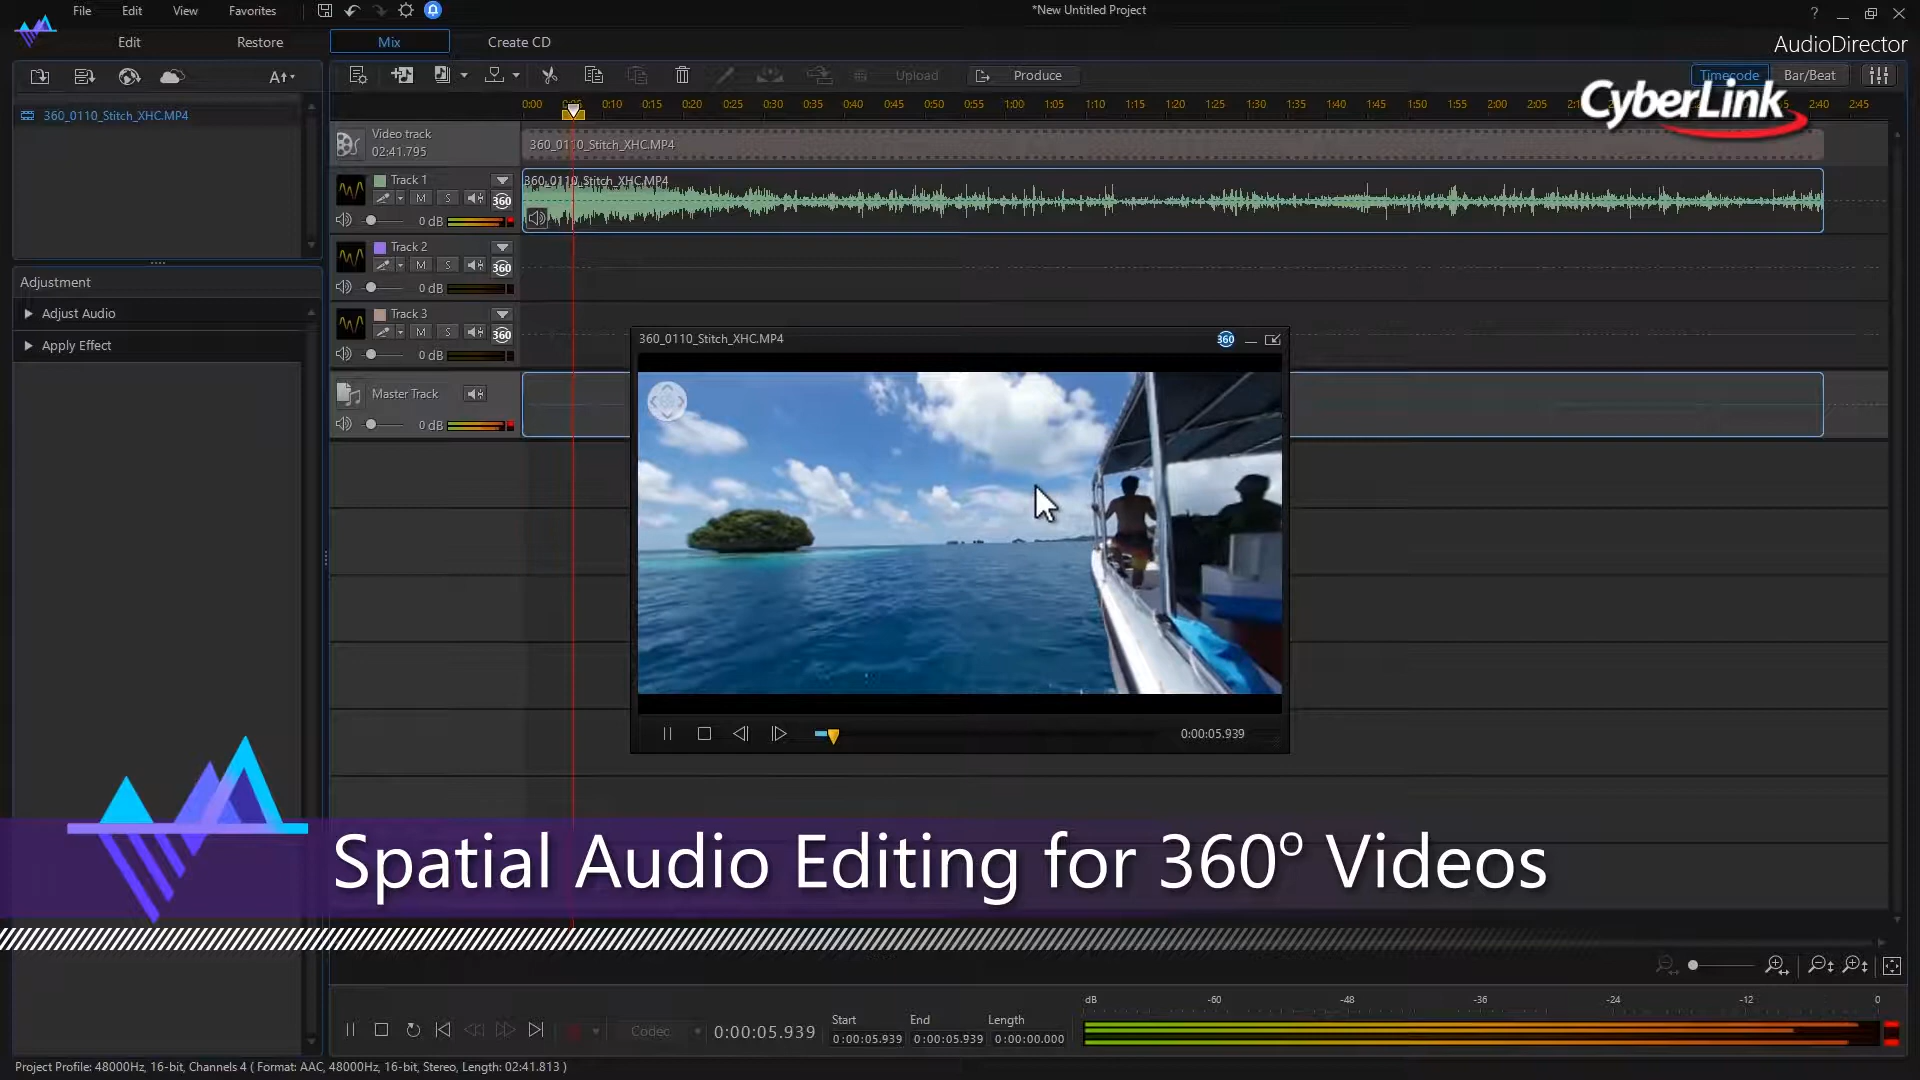 File Edit View Favorites
*New Untitled Project
?
Edit Restore Mix Create CD
AudioDirector
Upload Produce Timecode Bar/Beat
CyberLink
360_0110_Stitch_XHC.MP4
0:00 0:05 0:10 0:15 0:20 0:25 0:30 0:35 0:40 0:45 0:50 0:55 1:00 1:05 1:10 1:15 1:20 1:25 1:30 1:35 1:40 1:45 1:50 1:55 2:00 2:05 2:40 2:45
Video track
02:41.795
360_0110_Stitch_XHC.MP4
Track 1
360_0110_Stitch_XHC.MP4
M S 360
0 dB
Track 2
M S 360
0 dB
Track 3
M S 360
0 dB
Adjustment
Adjust Audio
Apply Effect
360_0110_Stitch_XHC.MP4 360
Master Track
0 dB
0:00:05.939
Spatial Audio Editing for 360º Videos
Codec 0:00:05.939
Start End Length
0:00:05.939 0:00:05.939 0:00:00.000
dB -60 -48 -36 -24 -12 0
Project Profile: 48000Hz, 16-bit, Channels 4 ( Format: AAC, 48000Hz, 16-bit, Stereo, Length: 02:41.813 )